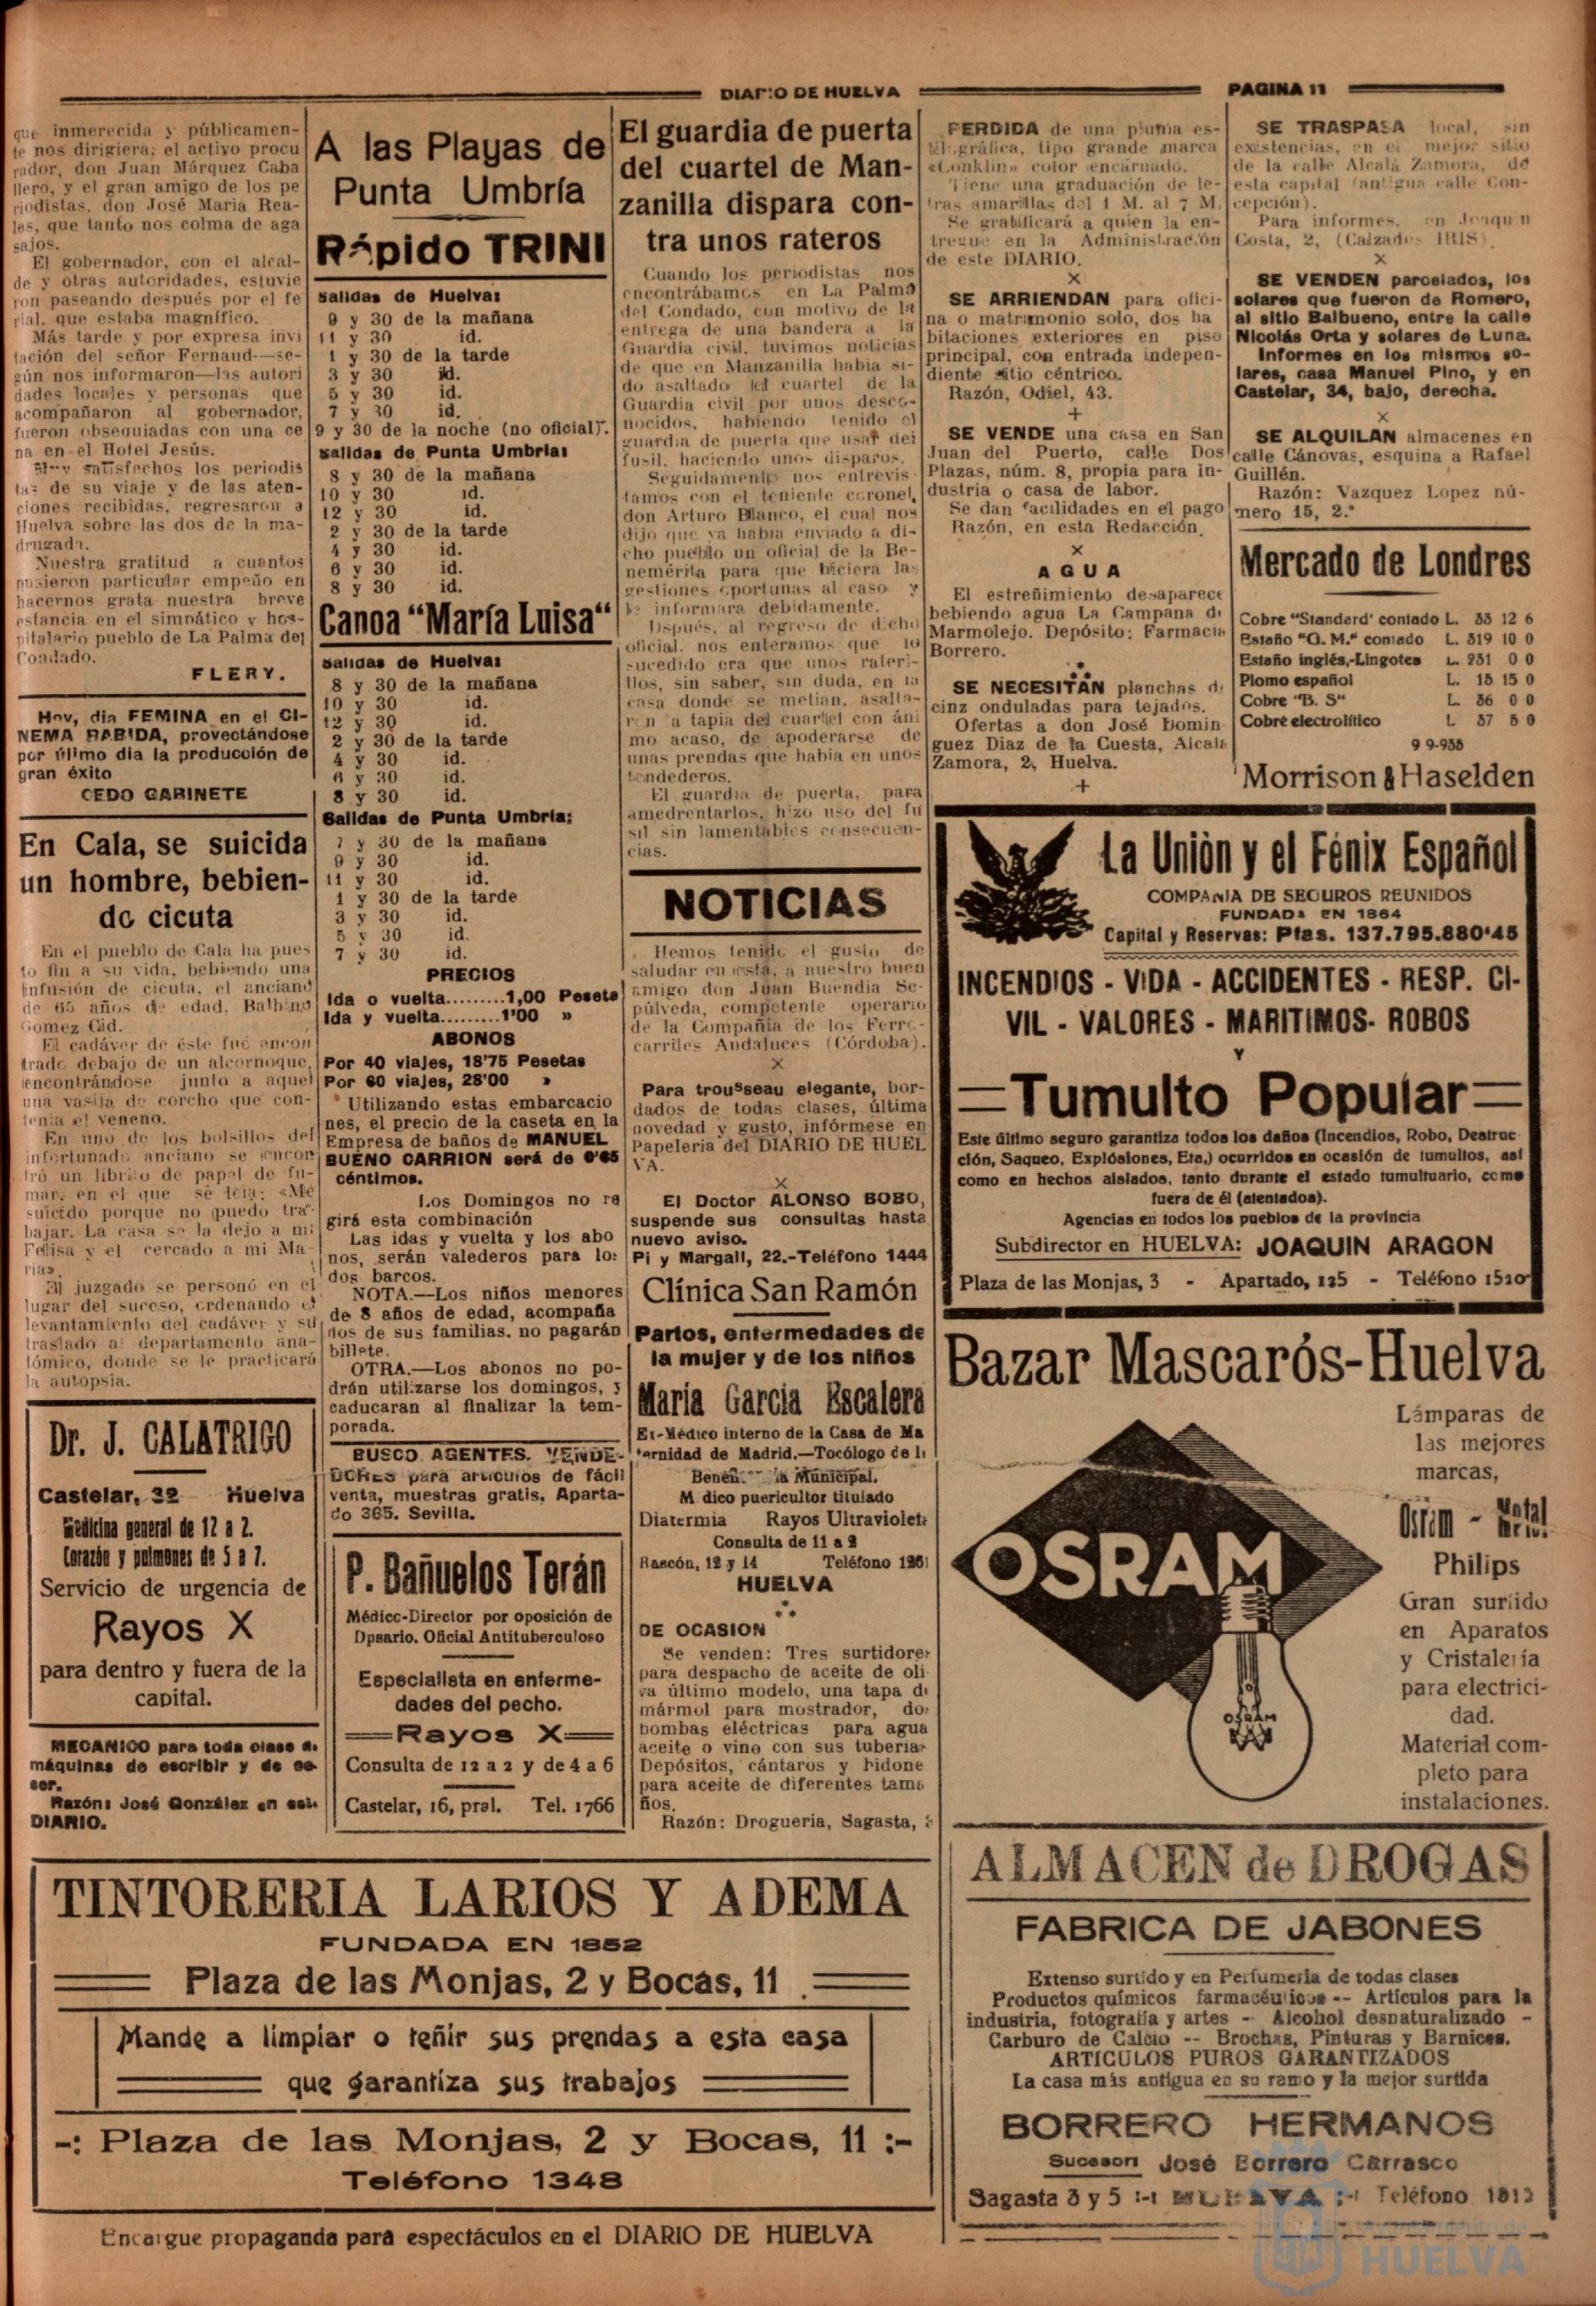 DIARIO DE HUELVA
PAGINA 11
que inmerecida y públicamen-
te nos dirigiera; el activo procu
rador, don Juan Márquez Caba
llero, y el gran amigo de los pe
riodistas, don José Maria Rea-
les, que tanto nos colma de aga
sajos.
El gobernador, con el alcal-
de y otras autoridades, estuvie
ron paseando después por el fe
rial, que estaba magnífico.
Más tarde y por expresa invi
tación del señor Fernaud—se-
gún nos informaron—las autori
dades locales y personas que
acompañaron al gobernador,
fueron obsequiadas con una ce
na en el Hotel Jesús.
Muy satisfechos los periodis
tas de su viaje y de las aten-
ciones recibidas, regresaron a
Huelva sobre las dos de la ma-
drugada.
Nuestra gratitud a cuantos
pusieron particular empeño en
hacernos grata nuestra breve
estancia en el simpático y hos-
pitalario pueblo de La Palma del
Condado.
FLERY.
Hoy, dia FEMINA en el CI-
NEMA RABIDA, proyectándose
por úlimo dia la producción de
gran éxito
CEDO GABINETE
En Cala, se suicida
un hombre, bebien-
do cicuta
En el pueblo de Cala ha pues
to fin a su vida, bebiendo una
infusión de cicuta, el anciano
de 65 años de edad, Balbino
Gomez Cid.
El cadáver de éste fué encon
trado debajo de un alcornoque,
encontrándose junto a aquel
una vasija de corcho que con-
tenía el veneno.
En uno de los bolsillos del
infortunado anciano se encon
tró un librito de papel de fu-
mar, en el que se leía: «Me
suicido porque no puedo tra-
bajar. La casa se la dejo a mi
Felisa y el cercado a mi Ma-
ría».
El juzgado se personó en el
lugar del suceso, ordenando el
levantamiento del cadáver y su
traslado al departamento ana-
tómico, donde se le practicará
la autopsia.
Dr. J. CALATRIGO
Castelar, 32 Huelva
Medicina general de 12 a 2.
Corazón y pulmones de 5 a 7.
Servicio de urgencia de
Rayos X
para dentro y fuera de la
capital.
MECANICO para toda clase d
máquinas de escribir y de co-
ser.
Razón: José González en est
DIARIO.
A las Playas de
Punta Umbría
Rápido TRINI
Salidas de Huelva:
9 y 30 de la mañana
11 y 30 id.
1 y 30 de la tarde
3 y 30 id.
5 y 30 id.
7 y 30 id.
9 y 30 de la noche (no oficial).
Salidas de Punta Umbria:
8 y 30 de la mañana
10 y 30 id.
12 y 30 id.
2 y 30 de la tarde
4 y 30 id.
6 y 30 id.
8 y 30 id.
Canoa "María Luisa"
Salidas de Huelva:
8 y 30 de la mañana
10 y 30 id.
12 y 30 id.
2 y 30 de la tarde
4 y 30 id.
6 y 30 id.
8 y 30 id.
Salidas de Punta Umbría:
7 y 30 de la mañana
9 y 30 id.
11 y 30 id.
1 y 30 de la tarde
3 y 30 id.
5 y 30 id.
7 y 30 id.
PRECIOS
Ida o vuelta.........1,00 Peseta
Ida y vuelta.........1'00 »
ABONOS
Por 40 viajes, 18'75 Pesetas
Por 60 viajes, 28'00 »
Utilizando estas embarcacio
nes, el precio de la caseta en la
Empresa de baños de MANUEL
BUENO CARRION será de 0'65
céntimos.
Los Domingos no re
girá esta combinación
Las idas y vuelta y los abo
nos, serán valederos para lo:
dos barcos.
NOTA.—Los niños menores
de 8 años de edad, acompaña
dos de sus familias. no pagarán
billete.
OTRA.—Los abonos no po-
drán utilizarse los domingos, y
caducaran al finalizar la tem-
porada.
BUSCO AGENTES. VENDE-
DORES para artículos de fácil
venta, muestras gratis. Aparta-
do 365. Sevilla.
P. Bañuelos Terán
Médico-Director por oposición de
Dpsario. Oficial Antituberculoso
Especialista en enferme-
dades del pecho.
Rayos X
Consulta de 12 a 2 y de 4 a 6
Castelar, 16, pral. Tel. 1766
El guardia de puerta
del cuartel de Man-
zanilla dispara con-
tra unos rateros
Cuando los periodistas nos
encontrábamos en La Palma
del Condado, con motivo de la
entrega de una bandera a la
Guardia civil, tuvimos noticias
de que en Manzanilla había si-
do asaltado el cuartel de la
Guardia civil por unos desco-
nocidos, habiendo tenido el
guardia de puerta que usar del
fusil, haciendo unos disparos.
Seguidamente nos entrevis
tamos con el teniente coronel,
don Arturo Blanco, el cual nos
dijo que ya había enviado a di-
cho pueblo un oficial de la Be-
nemérita para que hiciera las
gestiones oportunas al caso y
le informara debidamente.
Dspués, al regreso de dicho
oficial, nos enteramos que lo
sucedido era que unos rateri-
llos, sin saber, sin duda, en la
casa donde se metian, asalta-
ron a tapia del cuartel con áni
mo acaso, de apoderarse de
unas prendas que habia en unos
tendederos.
El guardia de puerta, para
amedrentarlos, hizo uso del fu
sil sin lamentables consecuen-
cias.
NOTICIAS
Hemos tenido el gusto de
saludar en ésta, a nuestro buen
amigo don Juan Buendia Se-
púlveda, competente operario
de la Compañia de los Ferro-
carriles Andaluces (Córdoba).
×
Para trousseau elegante, bor-
dados de todas clases, última
novedad y gusto, infórmese en
Papeleria del DIARIO DE HUEL
VA.
×
El Doctor ALONSO BOBO,
suspende sus consultas hasta
nuevo aviso.
Pi y Margall, 22.-Teléfono 1444
Clínica San Ramón
Partos, enfermedades de
la mujer y de los niños
María García Escalera
Ex-Médico interno de la Casa de Ma
ternidad de Madrid.—Tocólogo de l
Benefi a Municipal.
M dico puericultor titulado
Diatermia Rayos Ultraviolet
Consulta de 11 a 2
Rascón, 12 y 14 Teléfono 1261
HUELVA
DE OCASION
Se venden: Tres surtidore
para despacho de aceite de oli
va último modelo, una tapa d
mármol para mostrador, do
bombas eléctricas para agua
aceite o vino con sus tuberia
Depósitos, cántaros y bidone
para aceite de diferentes tama
ños.
Razón: Drogueria, Sagasta,
PERDIDA de una pluma es-
tilográfica, tipo grande marca
«Conklin» color encarnado.
Tiene una graduación de le-
tras amarillas del 1 M. al 7 M.
Se gratificará a quien la en-
tregue en la Administración
de este DIARIO.
×
SE ARRIENDAN para ofici-
na o matrimonio solo, dos ha
bitaciones exteriores en piso
principal, con entrada indepen-
diente sitio céntrico.
Razón, Odiel, 43.
+
SE VENDE una casa en San
Juan del Puerto, calle Dos
Plazas, núm. 8, propia para in-
dustria o casa de labor.
Se dan facilidades en el pago
Razón, en esta Redacción.
×
AGUA
El estreñimiento desaparece
bebiendo agua La Campana d
Marmolejo. Depósito: Farmacia
Borrero.
SE NECESITAN planchas d
cinz onduladas para tejados.
Ofertas a don José Domin
guez Diaz de la Cuesta, Alcalá
Zamora, 2, Huelva.
+
SE TRASPASA local, sin
existencias, en el mejor sitio
de la calle Alcalá Zamora, de
esta capital (antigua calle Con-
cepción).
Para informes, en Joaquin
Costa, 2, (Calzados IRIS).
×
SE VENDEN parcelados, los
solares que fueron de Romero,
al sitio Balbueno, entre la calle
Nicolás Orta y solares de Luna.
Informes en los mismos so-
lares, casa Manuel Pino, y en
Castelar, 34, bajo, derecha.
×
SE ALQUILAN almacenes en
calle Cánovas, esquina a Rafael
Guillén.
Razón: Vazquez Lopez nú-
mero 15, 2.º
Mercado de Londres
Cobre "Standard' contado L. 33 12 6
Estaño "G. M." contado L. 219 10 0
Estaño inglés,-Lingotes L. 231 0 0
Plomo español L. 15 15 0
Cobre "B. S" L. 36 0 0
Cobre electrolítico L 37 5 0
9 9-935
Morrison & Haselden
La Unión y el Fénix Español
COMPAÑIA DE SEGUROS REUNIDOS
FUNDADA EN 1864
Capital y Reservas: Ptas. 137.795.880'45
INCENDIOS - VIDA - ACCIDENTES - RESP. CI-
VIL - VALORES - MARITIMOS- ROBOS
Y
Tumulto Popular
Este último seguro garantiza todos los daños (Incendios, Robo, Destruc
ción, Saqueo, Explosiones, Eta,) ocurridos en ocasión de tumultos, así
como en hechos aislados, tanto durante el estado tumultuario, como
fuera de él (atentados).
Agencias en todos los pueblos de la provincia
Subdirector en HUELVA: JOAQUIN ARAGON
Plaza de las Monjas, 3 - Apartado, 125 - Teléfono 1520
Bazar Mascarós-Huelva
OSRAM
OSRAM
Lámparas de
las mejores
marcas,
Osram - Metal
Philips
Gran surtido
en Aparatos
y Cristalería
para electrici-
dad.
Material com-
pleto para
instalaciones.
TINTORERIA LARIOS Y ADEMA
FUNDADA EN 1852
Plaza de las Monjas, 2 y Bocas, 11
Mande a limpiar o teñir sus prendas a esta casa
que garantiza sus trabajos
-: Plaza de las Monjas, 2 y Bocas, 11 :-
Teléfono 1348
Encargue propaganda para espectáculos en el DIARIO DE HUELVA
ALMACEN de DROGAS
FABRICA DE JABONES
Extenso surtido y en Perfumería de todas clases
Productos químicos farmacéuticos -- Artículos para la
industria, fotografía y artes - Alcohol desnaturalizado -
Carburo de Calcio -- Brochas, Pinturas y Barnices.
ARTICULOS PUROS GARANTIZADOS
La casa más antigua en su ramo y la mejor surtida
BORRERO HERMANOS
Sucesor: José Borrero Carrasco
Sagasta 3 y 5 :-: HUELVA :-: Teléfono 1812
HUELVA